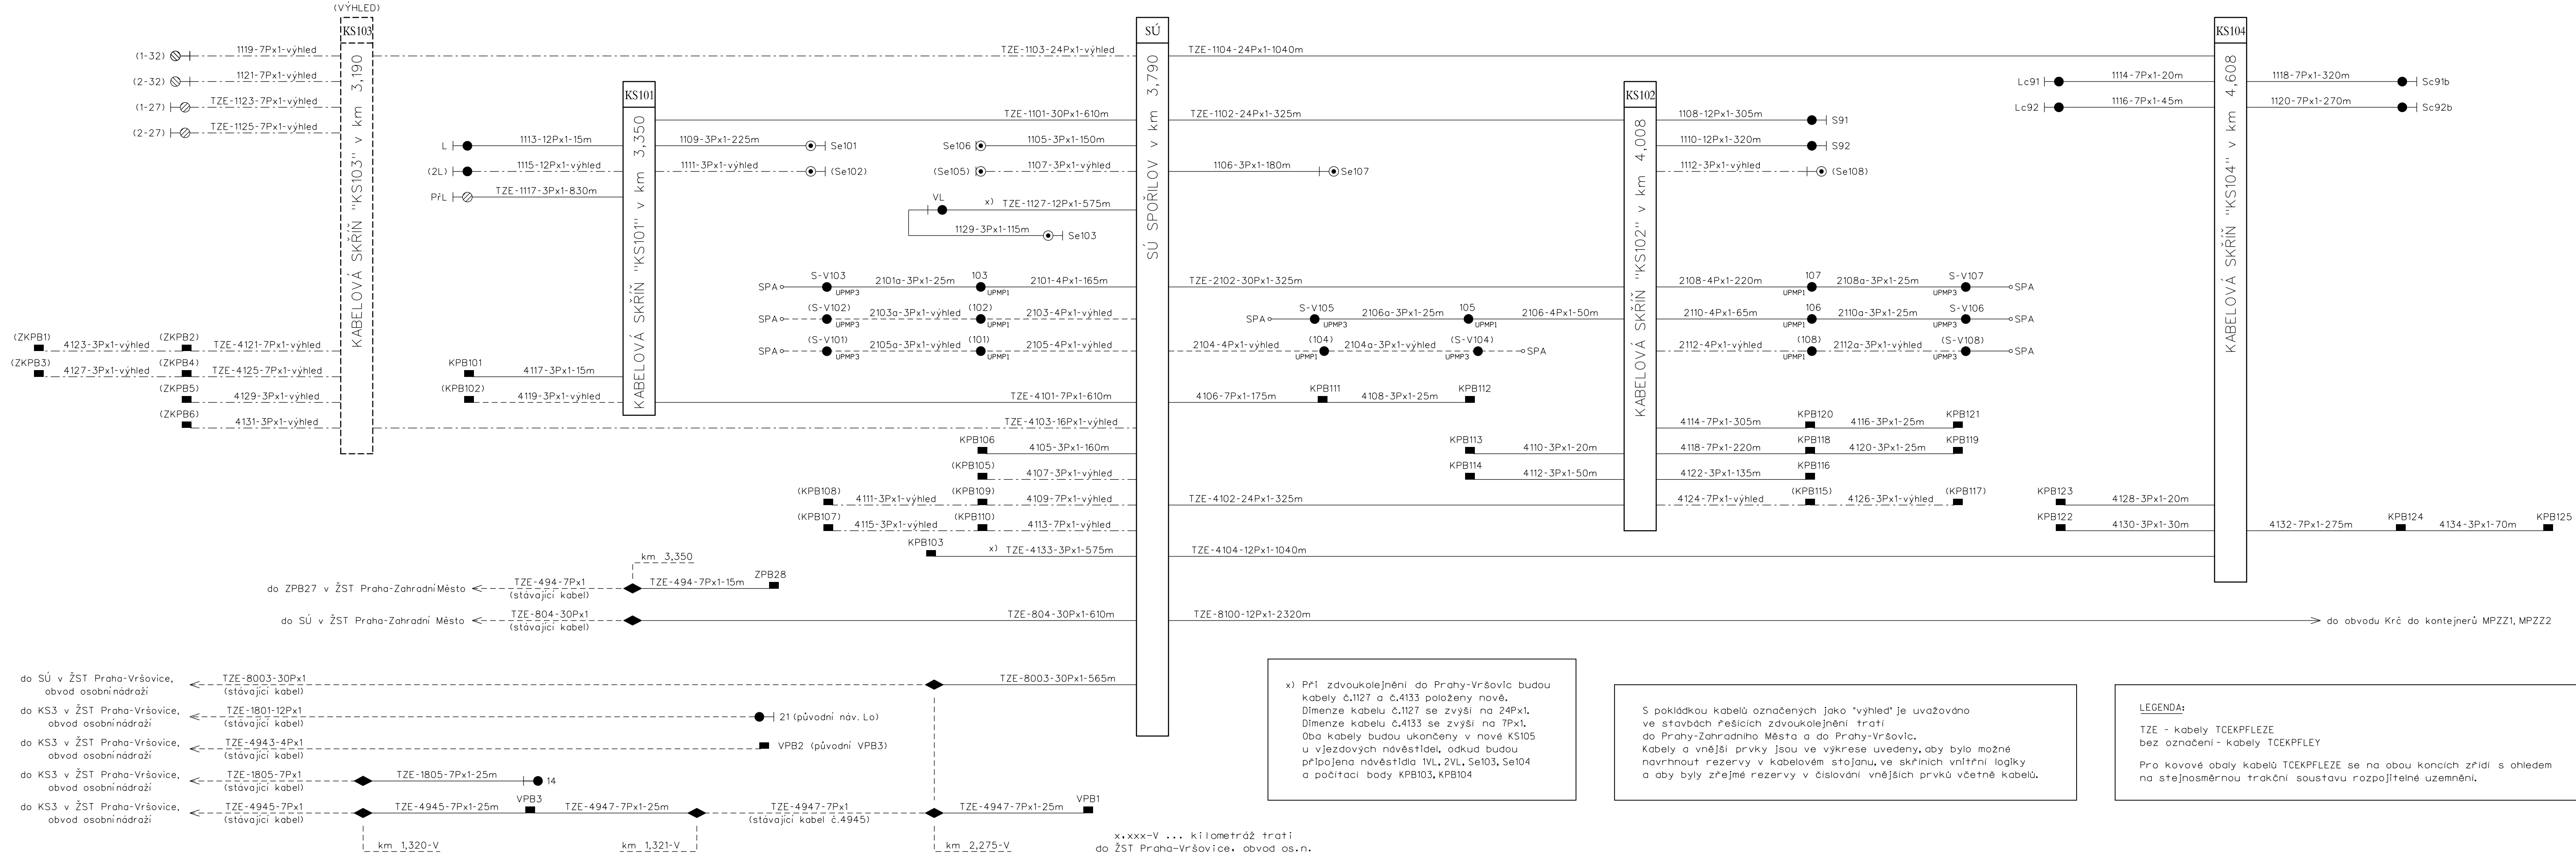 (VÝHLED)
KS103
KABELOVÁ SKŘÍŇ "KS103" v km 3,190
(1-32)
1119-7Px1-výhled
(2-32)
1121-7Px1-výhled
(1-27)
TZE-1123-7Px1-výhled
(2-27)
TZE-1125-7Px1-výhled
TZE-1103-24Px1-výhled
SÚ
SÚ SPOŘILOV v km 3,790
TZE-1104-24Px1-1040m
KS104
KABELOVÁ SKŘÍŇ "KS104" v km 4,608
Lc91
1114-7Px1-20m
1118-7Px1-320m
Sc91b
Lc92
1116-7Px1-45m
1120-7Px1-270m
Sc92b
KS101
KABELOVÁ SKŘÍŇ "KS101" v km 3,350
KS102
KABELOVÁ SKŘÍŇ "KS102" v km 4,008
TZE-1101-30Px1-610m
TZE-1102-24Px1-325m
1108-12Px1-305m
S91
L
1113-12Px1-15m
1109-3Px1-225m
Se101
Se106
1105-3Px1-150m
1110-12Px1-320m
S92
(2L)
1115-12Px1-výhled
1111-3Px1-výhled
(Se102)
(Se105)
1107-3Px1-výhled
1106-3Px1-180m
Se107
1112-3Px1-výhled
(Se108)
PřL
TZE-1117-3Px1-830m
VL
x) TZE-1127-12Px1-575m
1129-3Px1-115m
Se103
SPA
S-V103
UPMP3
2101a-3Px1-25m
103
UPMP1
2101-4Px1-165m
TZE-2102-30Px1-325m
2108-4Px1-220m
107
UPMP1
2108a-3Px1-25m
S-V107
UPMP3
SPA
SPA
(S-V102)
UPMP3
2103a-3Px1-výhled
(102)
UPMP1
2103-4Px1-výhled
SPA
S-V105
UPMP3
2106a-3Px1-25m
105
UPMP1
2106-4Px1-50m
2110-4Px1-65m
106
UPMP1
2110a-3Px1-25m
S-V106
UPMP3
SPA
SPA
(S-V101)
UPMP3
2105a-3Px1-výhled
(101)
UPMP1
2105-4Px1-výhled
2104-4Px1-výhled
(104)
UPMP1
2104a-3Px1-výhled
(S-V104)
UPMP3
SPA
2112-4Px1-výhled
(108)
UPMP1
2112a-3Px1-výhled
(S-V108)
UPMP3
SPA
(ZKPB1)
4123-3Px1-výhled
(ZKPB2)
TZE-4121-7Px1-výhled
(ZKPB3)
4127-3Px1-výhled
(ZKPB4)
TZE-4125-7Px1-výhled
KPB101
4117-3Px1-15m
(ZKPB5)
4129-3Px1-výhled
(KPB102)
4119-3Px1-výhled
TZE-4101-7Px1-610m
4106-7Px1-175m
KPB111
4108-3Px1-25m
KPB112
(ZKPB6)
4131-3Px1-výhled
TZE-4103-16Px1-výhled
4114-7Px1-305m
KPB120
4116-3Px1-25m
KPB121
KPB106
4105-3Px1-160m
KPB113
4110-3Px1-20m
4118-7Px1-220m
KPB118
4120-3Px1-25m
KPB119
(KPB105)
4107-3Px1-výhled
KPB114
4112-3Px1-50m
4122-3Px1-135m
KPB116
(KPB108)
4111-3Px1-výhled
(KPB109)
4109-7Px1-výhled
TZE-4102-24Px1-325m
4124-7Px1-výhled
(KPB115)
4126-3Px1-výhled
(KPB117)
KPB123
4128-3Px1-20m
(KPB107)
4115-3Px1-výhled
(KPB110)
4113-7Px1-výhled
KPB122
4130-3Px1-30m
4132-7Px1-275m
KPB124
4134-3Px1-70m
KPB125
KPB103
x) TZE-4133-3Px1-575m
TZE-4104-12Px1-1040m
km 3,350
do ZPB27 v ŽST Praha-Zahradní Město
TZE-494-7Px1
(stávající kabel)
TZE-494-7Px1-15m
ZPB28
do SÚ v ŽST Praha-Zahradní Město
TZE-804-30Px1
(stávající kabel)
TZE-804-30Px1-610m
TZE-8100-12Px1-2320m
do obvodu Krč do kontejnerů MPZZ1, MPZZ2
do SÚ v ŽST Praha-Vršovice,
obvod osobní nádraží
TZE-8003-30Px1
(stávající kabel)
TZE-8003-30Px1-565m
do KS3 v ŽST Praha-Vršovice,
obvod osobní nádraží
TZE-1801-12Px1
(stávající kabel)
21 (původní náv. Lo)
do KS3 v ŽST Praha-Vršovice,
obvod osobní nádraží
TZE-4943-4Px1
(stávající kabel)
VPB2 (původní VPB3)
do KS3 v ŽST Praha-Vršovice,
obvod osobní nádraží
TZE-1805-7Px1
(stávající kabel)
TZE-1805-7Px1-25m
14
do KS3 v ŽST Praha-Vršovice,
obvod osobní nádraží
TZE-4945-7Px1
(stávající kabel)
TZE-4945-7Px1-25m
VPB3
TZE-4947-7Px1-25m
TZE-4947-7Px1
(stávající kabel č.4945)
TZE-4947-7Px1-25m
VPB1
km 1,320-V
km 1,321-V
km 2,275-V
x,xxx-V ... kilometráž trati
do ŽST Praha-Vršovice, obvod os.n.
x) Při zdvoukolejnění do Prahy-Vršovic budou
kabely č.1127 a č.4133 položeny nově.
Dimenze kabelu č.1127 se zvýší na 24Px1.
Dimenze kabelu č.4133 se zvýší na 7Px1.
Oba kabely budou ukončeny v nové KS105
u vjezdových návěstidel, odkud budou
připojena návěstidla 1VL, 2VL, Se103, Se104
a počítací body KPB103, KPB104
S pokládkou kabelů označených jako "výhled" je uvažováno
ve stavbách řešících zdvoukolejnění tratí
do Prahy-Zahradního Města a do Prahy-Vršovic.
Kabely a vnější prvky jsou ve výkrese uvedeny, aby bylo možné
navrhnout rezervy v kabelovém stojanu, ve skříních vnitřní logiky
a aby byly zřejmé rezervy v číslování vnějších prvků včetně kabelů.
LEGENDA:
TZE - kabely TCEKPFLEZE
bez označení - kabely TCEKPFLEY
Pro kovové obaly kabelů TCEKPFLEZE se na obou koncích zřídí s ohledem
na stejnosměrnou trakční soustavu rozpojitelné uzemnění.